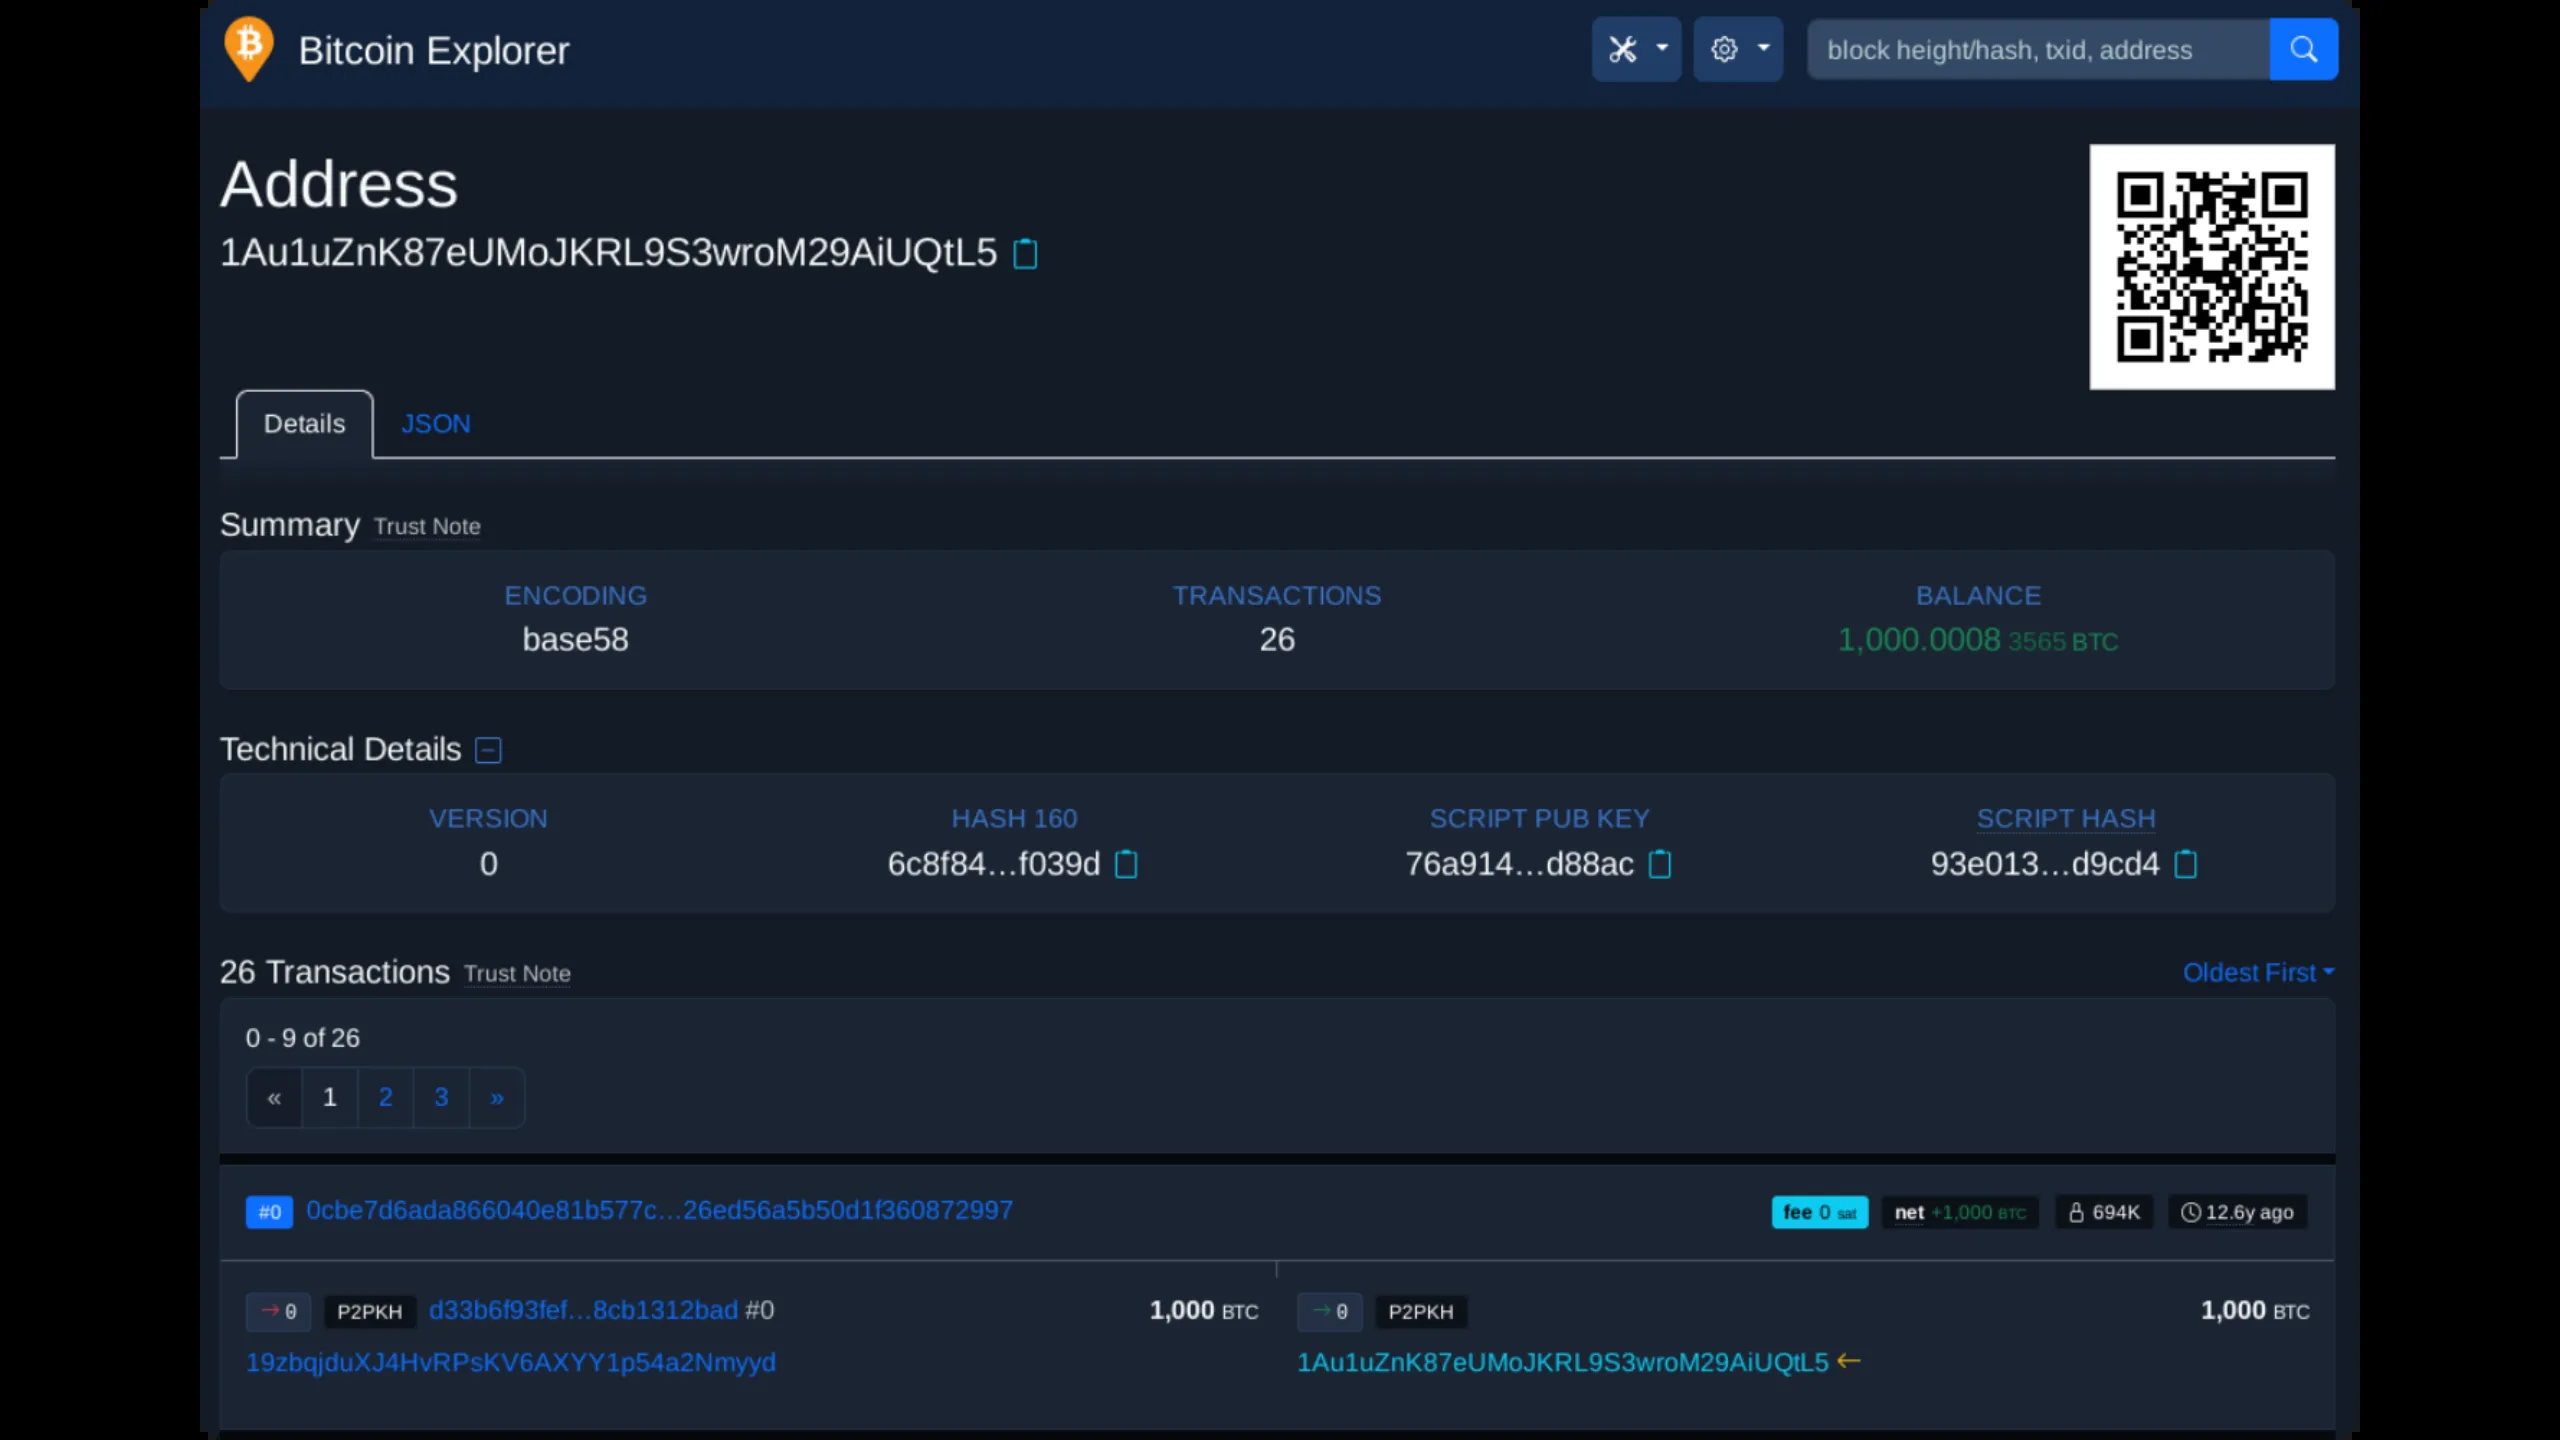 Bitcoin Explorer
block height/hash, txid, address
Address
1Au1uZnK87eUMoJKRL9S3wroM29AiUQtL5
Details JSON
Summary Trust Note
ENCODING TRANSACTIONS BALANCE
base58 26 1,000.0008 3565 BTC
Technical Details
VERSION HASH 160 SCRIPT PUB KEY SCRIPT HASH
0 6c8f84…f039d 76a914…d88ac 93e013…d9cd4
26 Transactions Trust Note Oldest First
0 - 9 of 26
« 1 2 3 »
#0 0cbe7d6ada866040e81b577c…26ed56a5b50d1f360872997 fee 0 sat net +1,000 BTC 694K 12.6y ago
→ 0 P2PKH d33b6f93fef…8cb1312bad #0 1,000 BTC → 0 P2PKH 1,000 BTC
19zbqjduXJ4HvRPsKV6AXYY1p54a2Nmyyd 1Au1uZnK87eUMoJKRL9S3wroM29AiUQtL5 ←